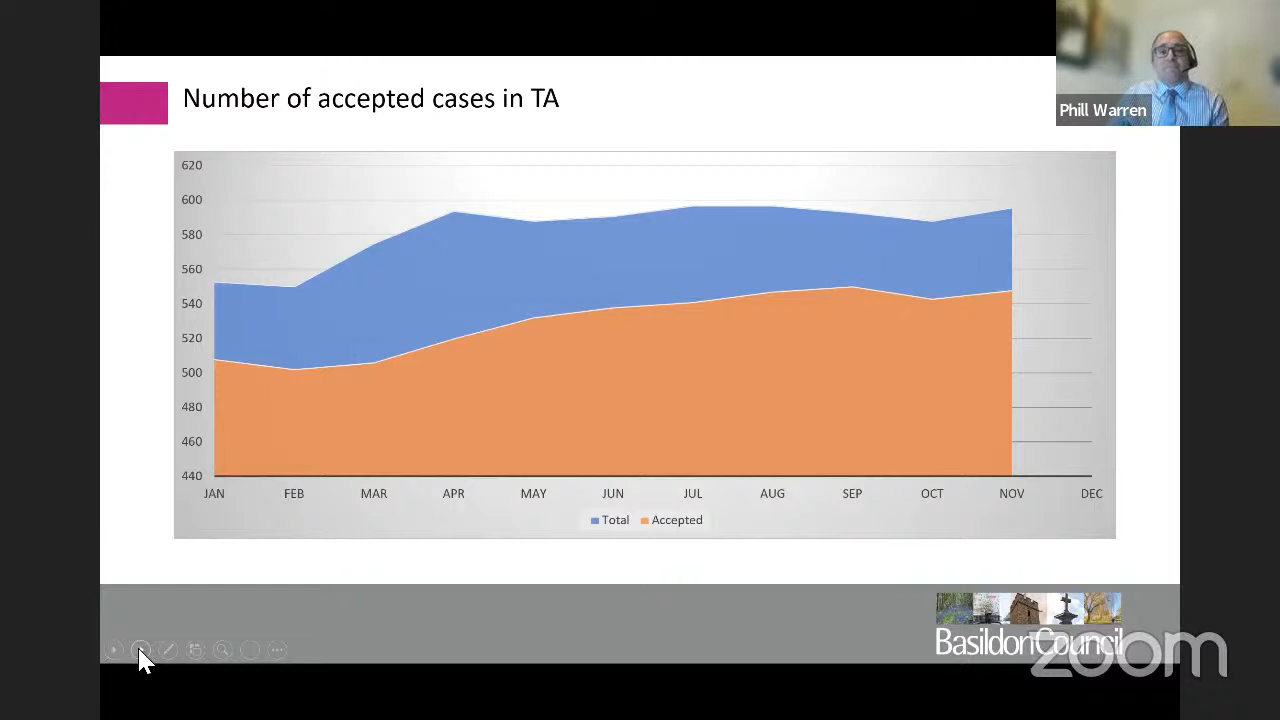 Number of accepted cases in TA
Phill Warren
620
600
580
560
540
520
500
480
460
440
JAN FEB MAR APR MAY JUN JUL AUG SEP OCT NOV DEC
Total Accepted
BasildonCouncil
zoom